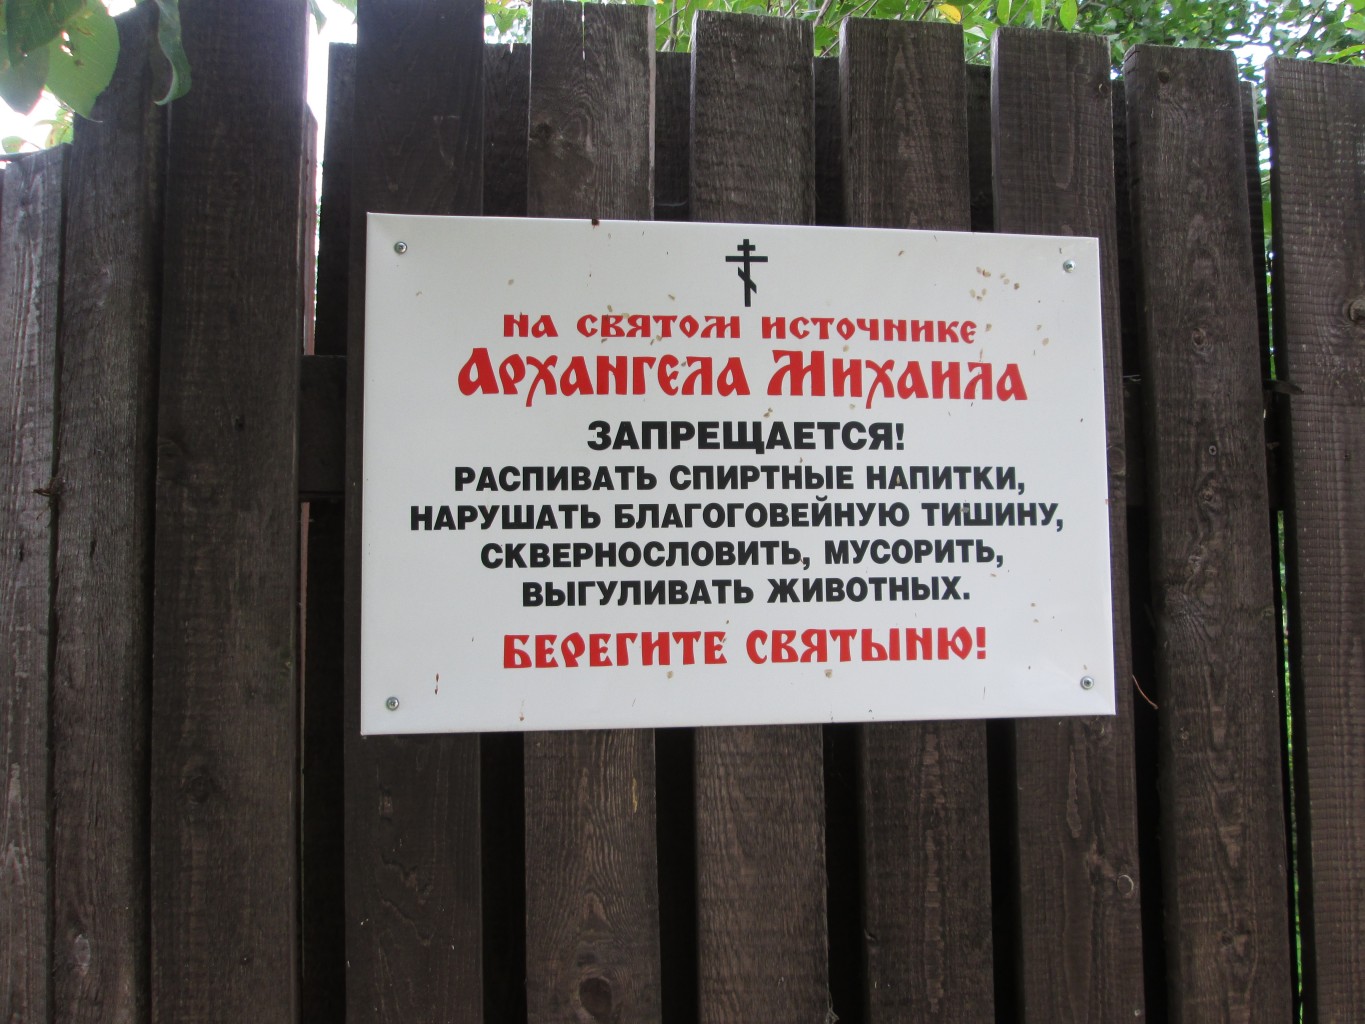 на святом источнике
Архангела Михаила
ЗАПРЕЩАЕТСЯ!
РАСПИВАТЬ СПИРТНЫЕ НАПИТКИ,
НАРУШАТЬ БЛАГОГОВЕЙНУЮ ТИШИНУ,
СКВЕРНОСЛОВИТЬ, МУСОРИТЬ,
ВЫГУЛИВАТЬ ЖИВОТНЫХ.
БЕРЕГИТЕ СВЯТЫНЮ!